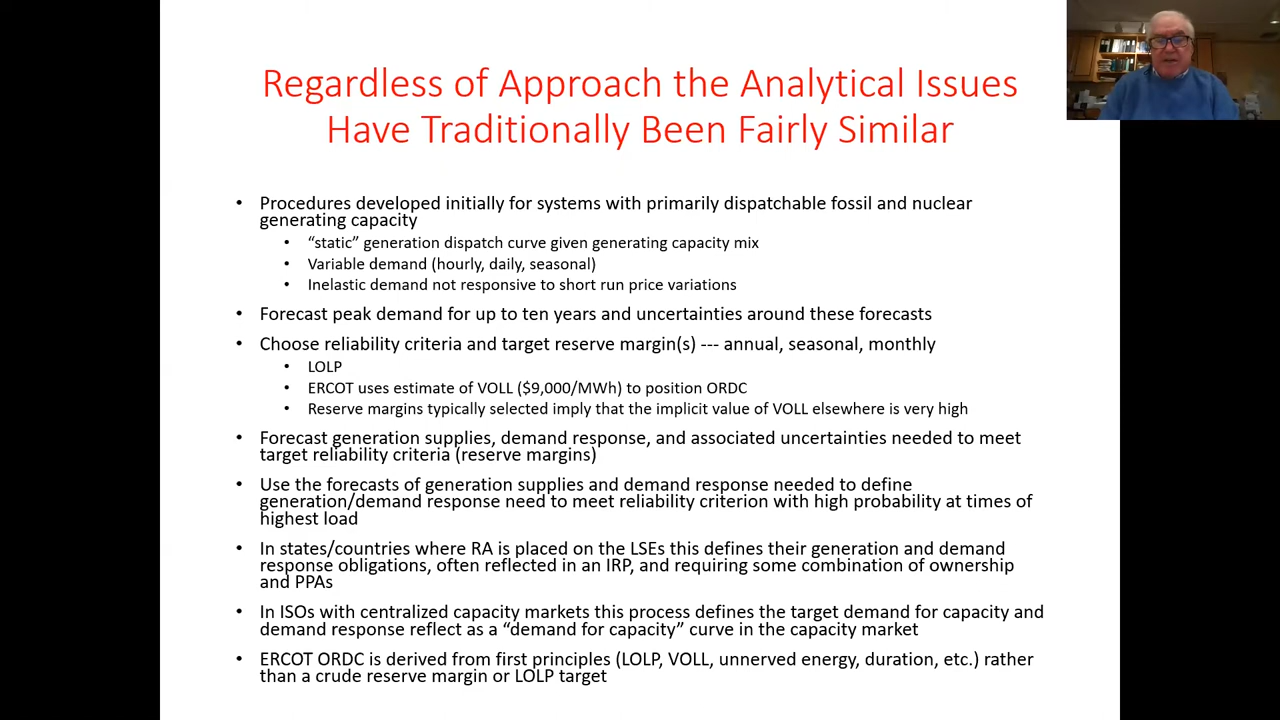 Regardless of Approach the Analytical Issues
Have Traditionally Been Fairly Similar
• Procedures developed initially for systems with primarily dispatchable fossil and nuclear
generating capacity
• “static” generation dispatch curve given generating capacity mix
• Variable demand (hourly, daily, seasonal)
• Inelastic demand not responsive to short run price variations
• Forecast peak demand for up to ten years and uncertainties around these forecasts
• Choose reliability criteria and target reserve margin(s) --- annual, seasonal, monthly
• LOLP
• ERCOT uses estimate of VOLL ($9,000/MWh) to position ORDC
• Reserve margins typically selected imply that the implicit value of VOLL elsewhere is very high
• Forecast generation supplies, demand response, and associated uncertainties needed to meet
target reliability criteria (reserve margins)
• Use the forecasts of generation supplies and demand response needed to define
generation/demand response need to meet reliability criterion with high probability at times of
highest load
• In states/countries where RA is placed on the LSEs this defines their generation and demand
response obligations, often reflected in an IRP, and requiring some combination of ownership
and PPAs
• In ISOs with centralized capacity markets this process defines the target demand for capacity and
demand response reflect as a “demand for capacity” curve in the capacity market
• ERCOT ORDC is derived from first principles (LOLP, VOLL, unnerved energy, duration, etc.) rather
than a crude reserve margin or LOLP target